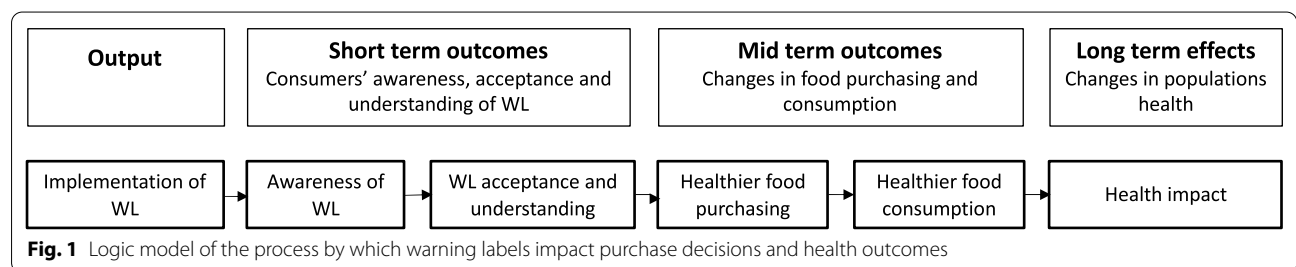 Output
Short term outcomes
Consumers’ awareness, acceptance and
understanding of WL
Mid term outcomes
Changes in food purchasing and
consumption
Long term effects
Changes in populations
health
Implementation of
WL
Awareness of
WL
WL acceptance and
understanding
Healthier food
purchasing
Healthier food
consumption
Health impact
Fig. 1 Logic model of the process by which warning labels impact purchase decisions and health outcomes